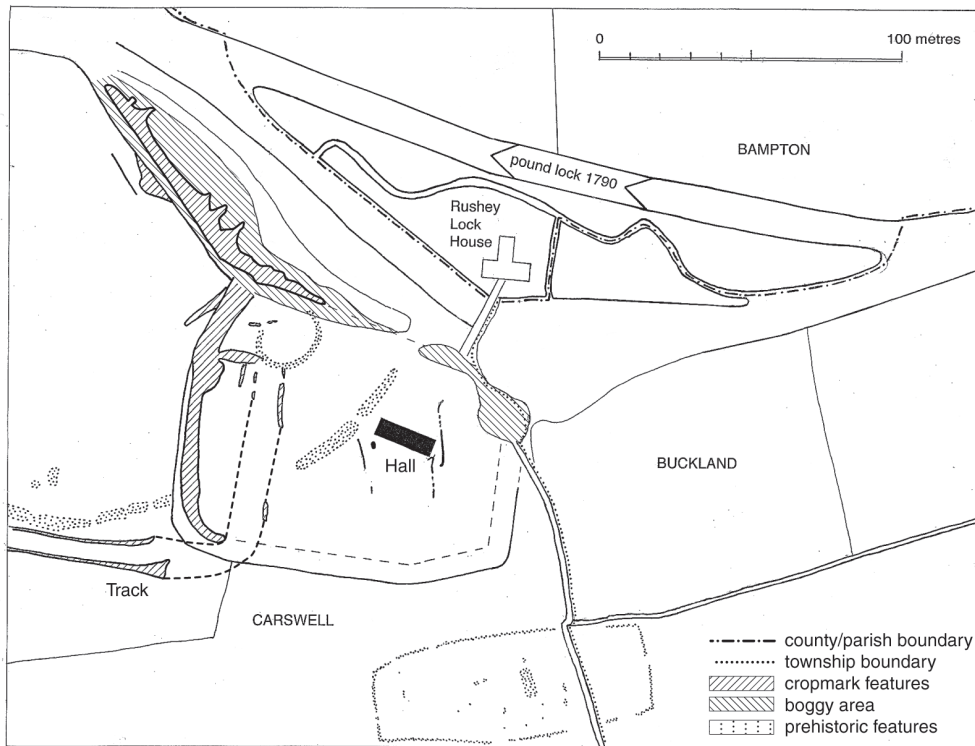 0 100 metres
BAMPTON
pound lock 1790
Rushey
Lock
House
Hall
BUCKLAND
Track
CARSWELL
county/parish boundary
township boundary
cropmark features
boggy area
prehistoric features